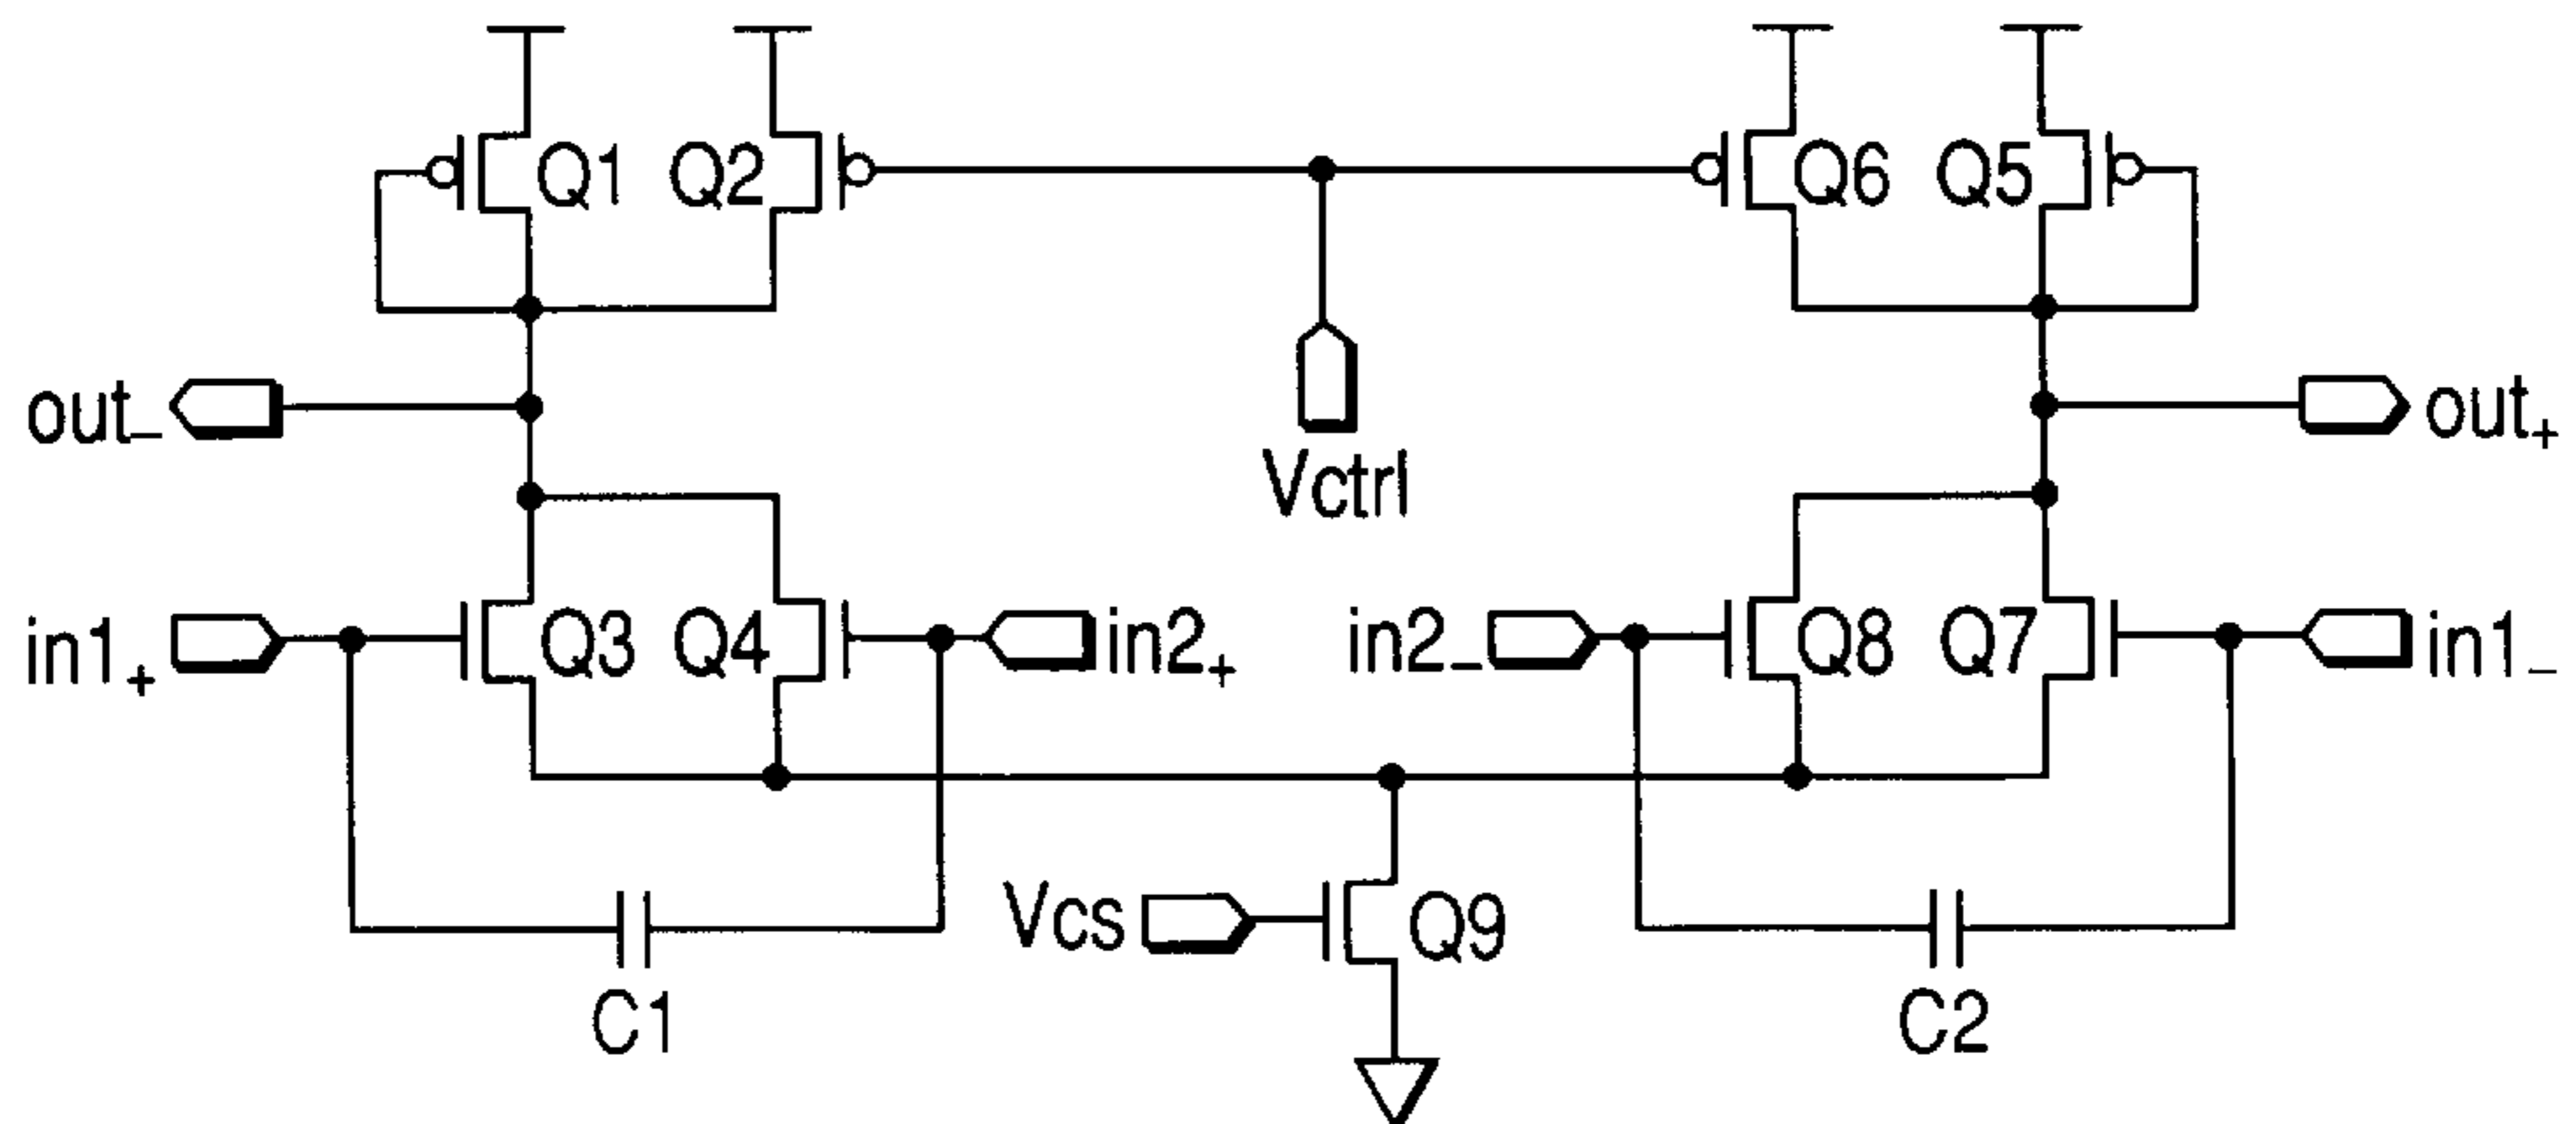 Q1 Q2 Q6 Q5
out₋ out₊
Vctrl
in1₊ Q3 Q4 in2₊ in2₋ Q8 Q7 in1₋
Vcs Q9
C1 C2